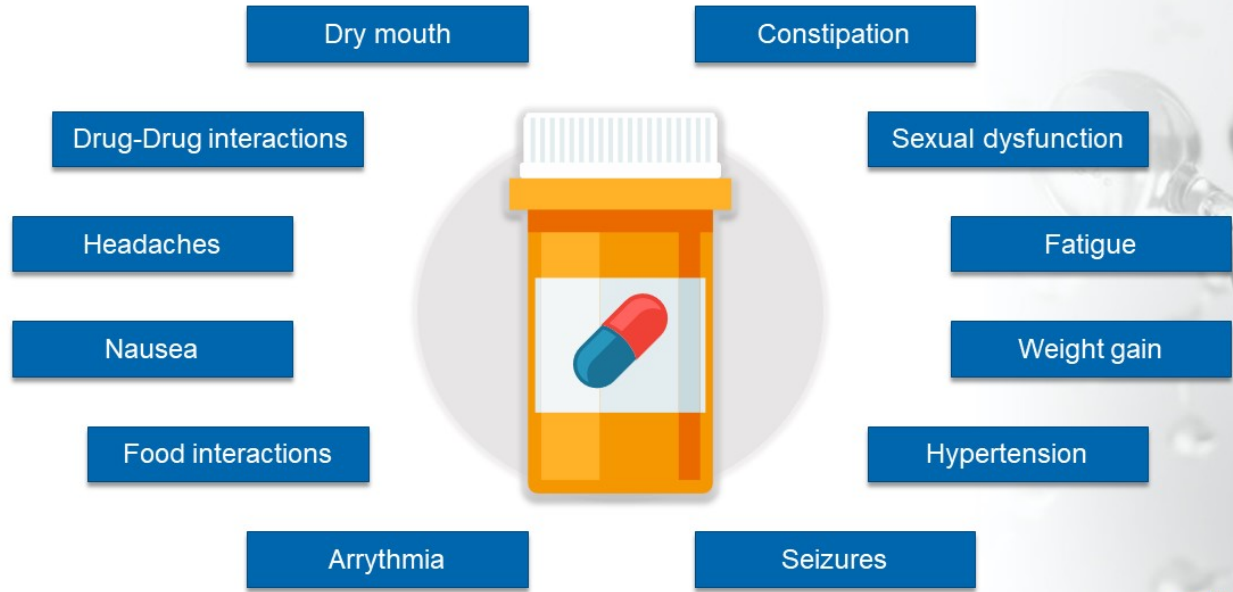 Dry mouth
Constipation
Drug-Drug interactions
Sexual dysfunction
Headaches
Fatigue
Nausea
Weight gain
Food interactions
Hypertension
Arrythmia
Seizures